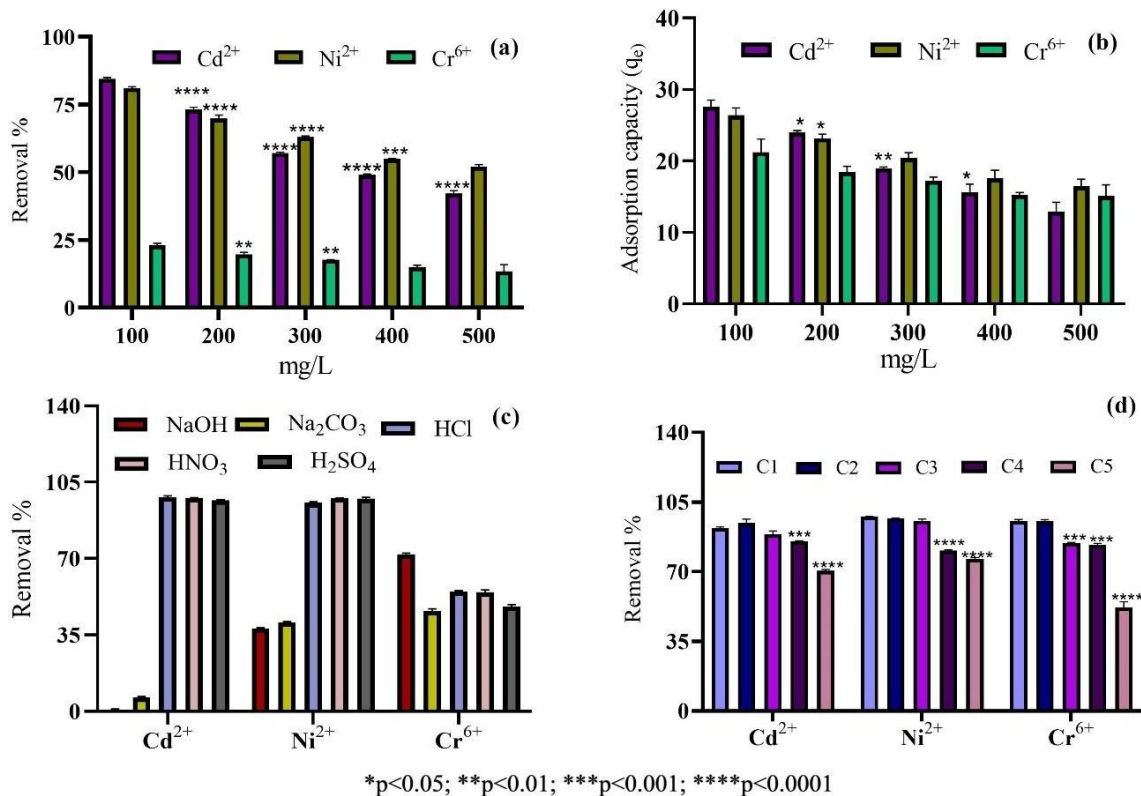 (a)
Cd²⁺ Ni²⁺ Cr⁶⁺
Removal %
100
75
50
25
0
**** ****
**** **** **
**** *** **
****
100 200 300 400 500
mg/L
(b)
Cd²⁺ Ni²⁺ Cr⁶⁺
Adsorption capacity (qₑ)
40
30
20
10
0
* *
** *
100 200 300 400 500
mg/L
(c)
NaOH Na₂CO₃ HCl
HNO₃ H₂SO₄
Removal %
140
105
70
35
0
Cd²⁺ Ni²⁺ Cr⁶⁺
(d)
C1 C2 C3 C4 C5
Removal %
140
105
70
35
0
*** ****
**** ****
*** *** ****
Cd²⁺ Ni²⁺ Cr⁶⁺
*p<0.05; **p<0.01; ***p<0.001; ****p<0.0001